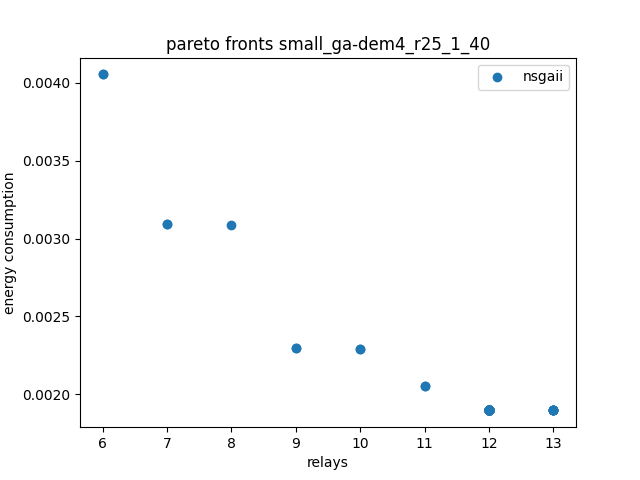 pareto fronts small_ga-dem4_r25_1_40
nsgaii
0.0040
0.0035
0.0030
0.0025
0.0020
energy consumption
6 7 8 9 10 11 12 13
relays